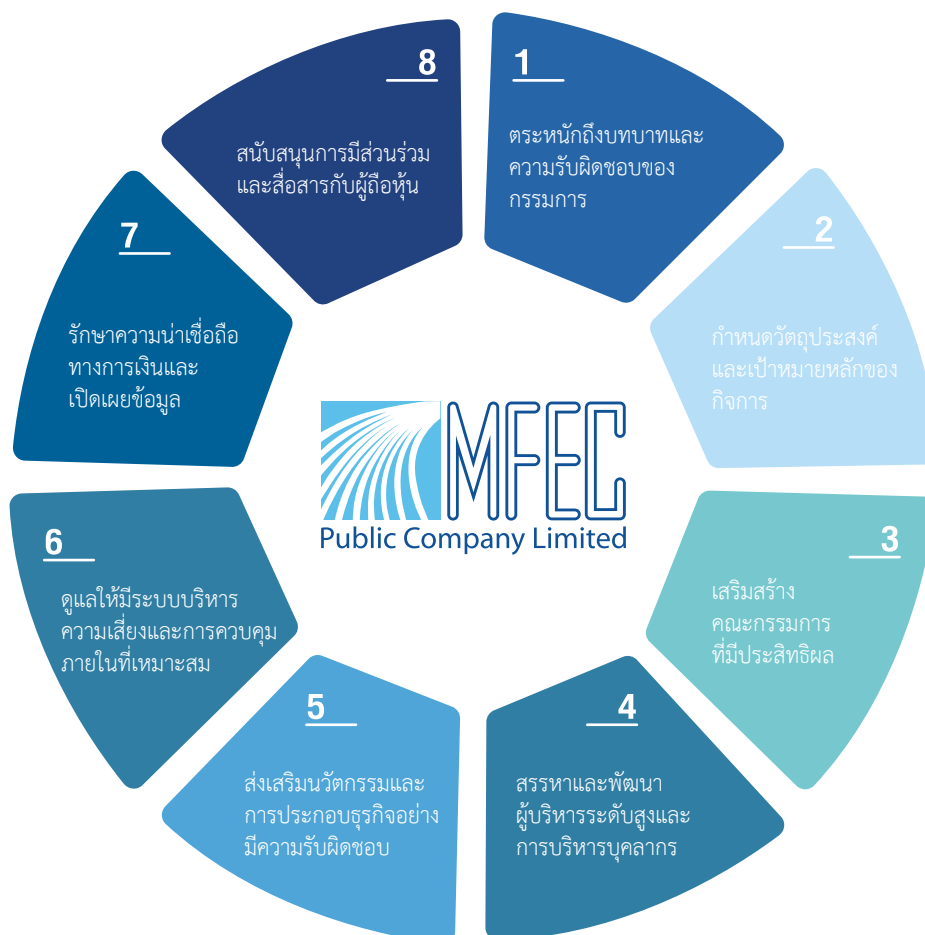 1
ตระหนักถึงบทบาทและ
ความรับผิดชอบของ
กรรมการ
2
กำหนดวัตถุประสงค์
และเป้าหมายหลักของ
กิจการ
3
เสริมสร้าง
คณะกรรมการ
ที่มีประสิทธิผล
4
สรรหาและพัฒนา
ผู้บริหารระดับสูงและ
การบริหารบุคลากร
5
ส่งเสริมนวัตกรรมและ
การประกอบธุรกิจอย่าง
มีความรับผิดชอบ
6
ดูแลให้มีระบบบริหาร
ความเสี่ยงและการควบคุม
ภายในที่เหมาะสม
7
รักษาความน่าเชื่อถือ
ทางการเงินและ
เปิดเผยข้อมูล
8
สนับสนุนการมีส่วนร่วม
และสื่อสารกับผู้ถือหุ้น
MFEC
Public Company Limited